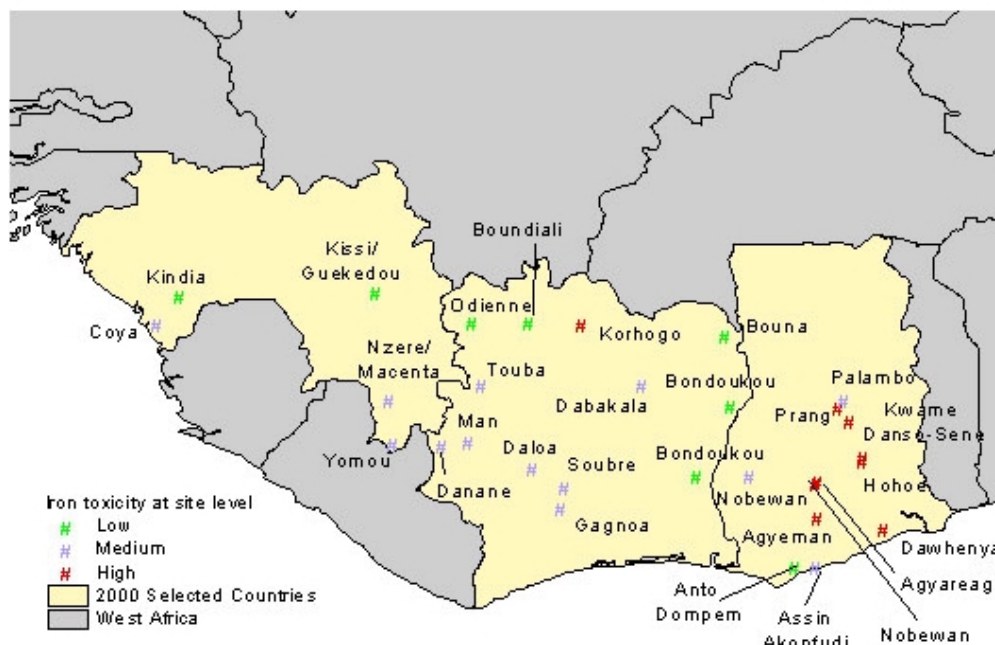 Boundiali
Kissi/
Guekedou
Kindia
Odienne
Coya
Korhogo
Bouna
Nzere/
Macenta
Touba
Bondoukou
Palambo
Dabakala
Prang
Kwame
Danso-Sene
Man
Daloa
Soubre
Bondoukou
Yomou
Danane
Hohoe
Nobewan
Gagnoa
Agyeman
Dawhenya
Iron toxicity at site level
# Low
# Medium
# High
2000 Selected Countries
West Africa
Anto
Dompem
Assin
Akonfudi
Agyareag
Nobewan